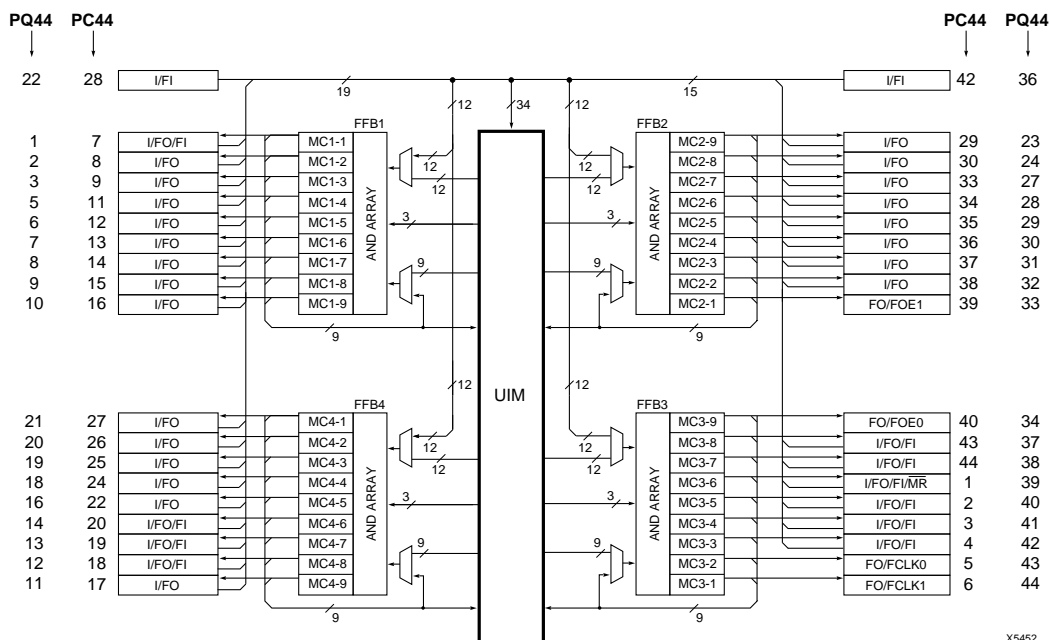 PQ44 PC44 PC44 PQ44
22 28 I/FI I/FI 42 36
19 15
12 34 12
FFB1 FFB2
1 7 I/FO/FI MC1-1 MC2-9 I/FO 29 23
2 8 I/FO MC1-2 12 12 MC2-8 I/FO 30 24
3 9 I/FO MC1-3 12 12 MC2-7 I/FO 33 27
5 11 I/FO MC1-4 MC2-6 I/FO 34 28
6 12 I/FO MC1-5 3 3 MC2-5 I/FO 35 29
7 13 I/FO MC1-6 MC2-4 I/FO 36 30
8 14 I/FO MC1-7 9 9 MC2-3 I/FO 37 31
9 15 I/FO MC1-8 MC2-2 I/FO 38 32
10 16 I/FO MC1-9 MC2-1 FO/FOE1 39 33
AND ARRAY AND ARRAY
9 9
12 12
UIM
FFB4 FFB3
21 27 I/FO MC4-1 MC3-9 FO/FOE0 40 34
20 26 I/FO MC4-2 12 12 MC3-8 I/FO/FI 43 37
19 25 I/FO MC4-3 12 12 MC3-7 I/FO/FI 44 38
18 24 I/FO MC4-4 MC3-6 I/FO/FI/MR 1 39
16 22 I/FO MC4-5 3 3 MC3-5 I/FO/FI 2 40
14 20 I/FO/FI MC4-6 MC3-4 I/FO/FI 3 41
13 19 I/FO/FI MC4-7 9 9 MC3-3 I/FO/FI 4 42
12 18 I/FO/FI MC4-8 MC3-2 FO/FCLK0 5 43
11 17 I/FO MC4-9 MC3-1 FO/FCLK1 6 44
AND ARRAY AND ARRAY
9 9
X5452